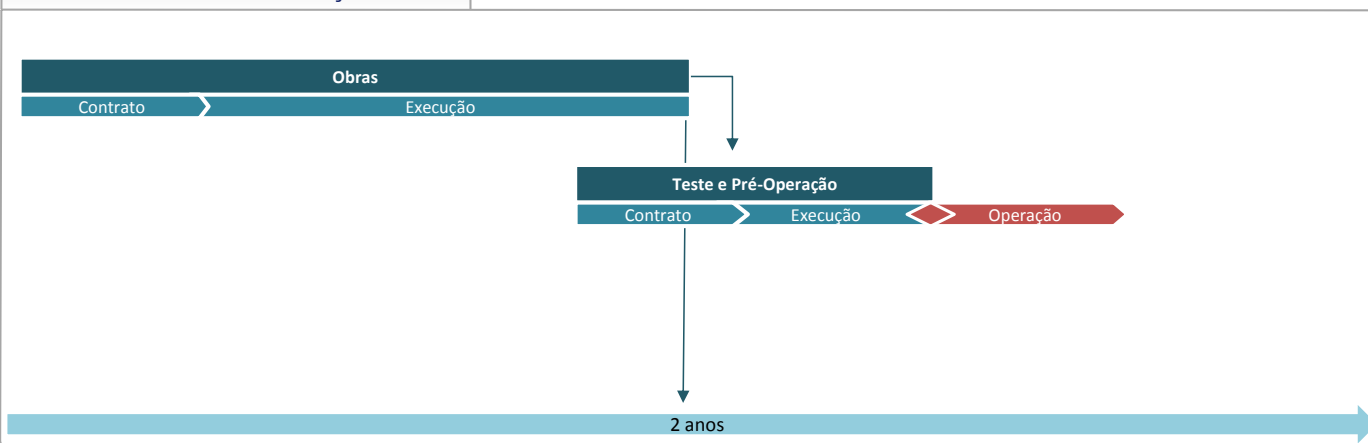 Obras
Contrato
Execução
Teste e Pré-Operação
Contrato
Execução
Operação
2 anos